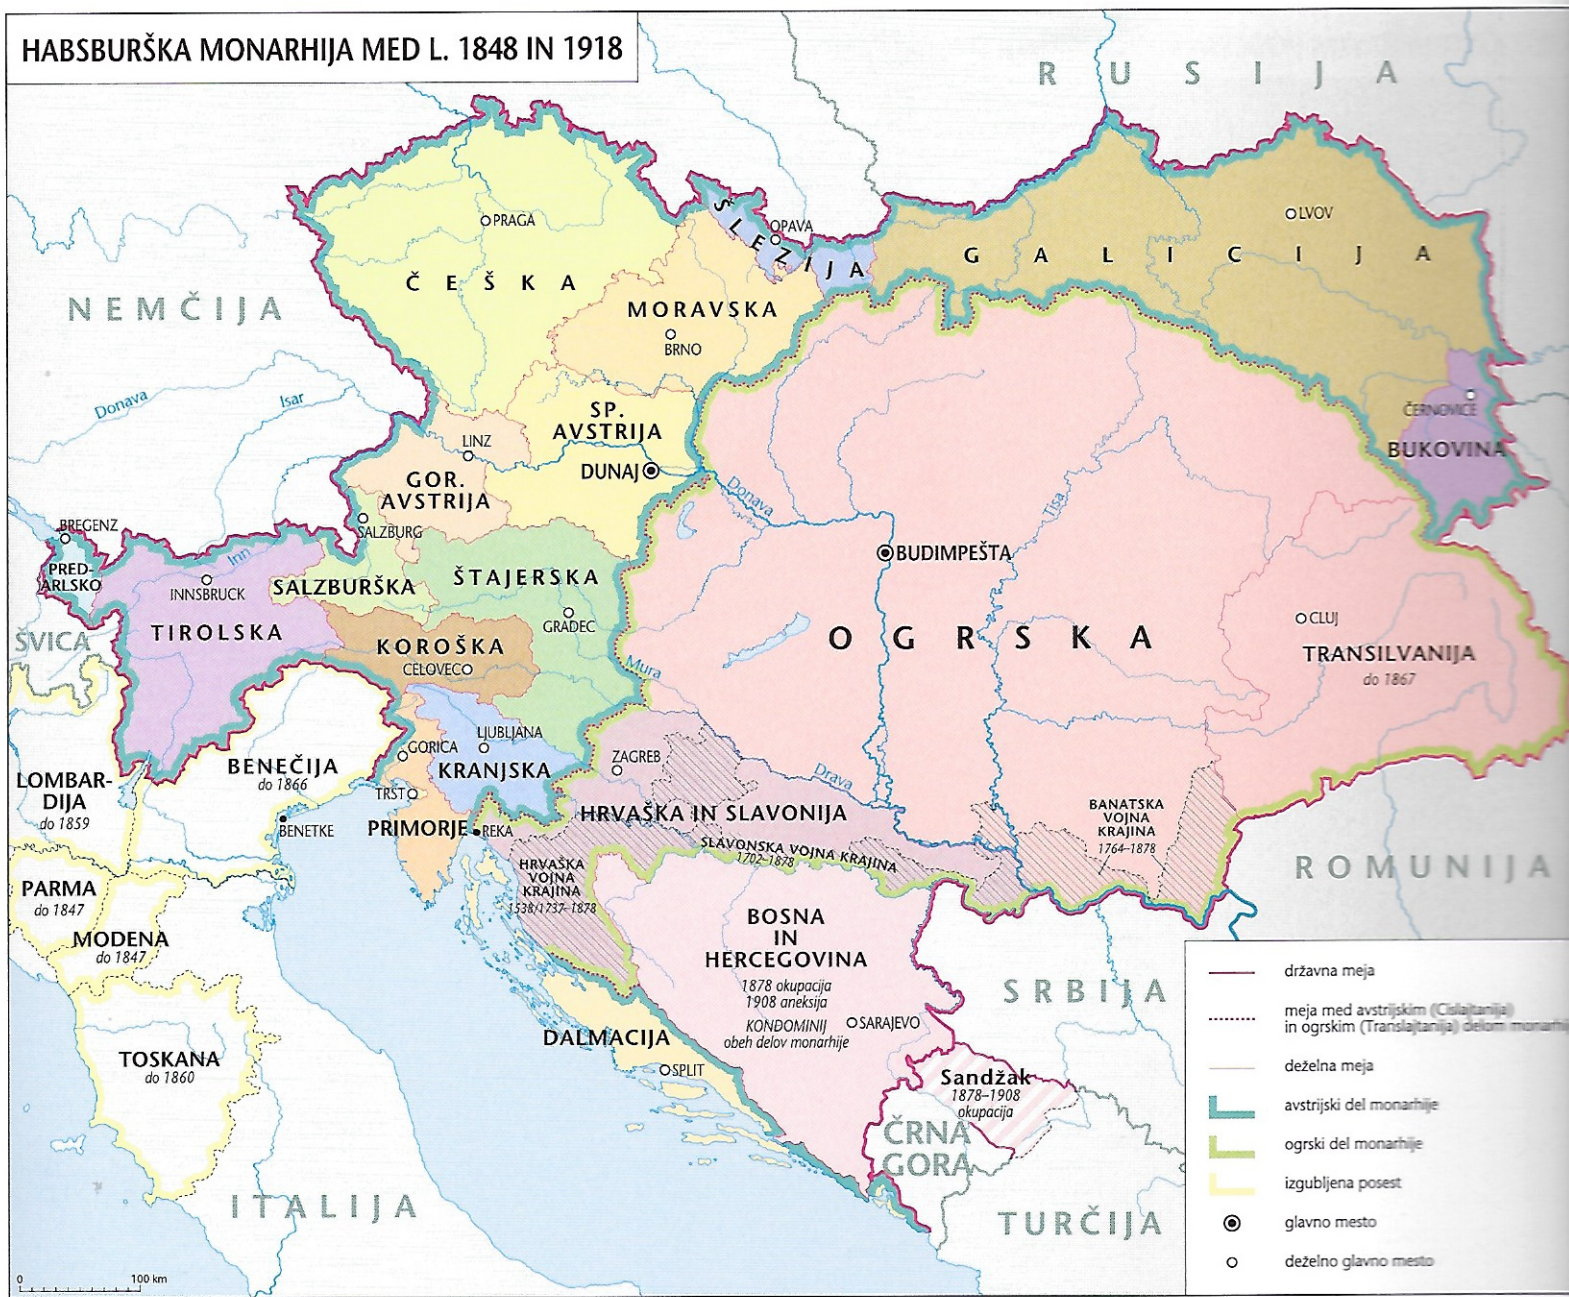 HABSBURŠKA MONARHIJA MED L. 1848 IN 1918
RUSIJA
NEMČIJA
PRAGA
ČEŠKA
ŠLEZIJA
OPAVA
MORAVSKA
BRNO
GALICIJA
LVOV
ČERNOVICE
BUKOVINA
Donava
Isar
LINZ
GOR.
AVSTRIJA
SP.
AVSTRIJA
DUNAJ
Donava
Tisa
BREGENZ
PRED-
ARLSKO
Inn
INNSBRUCK
TIROLSKA
SALZBURG
SALZBURŠKA
ŠTAJERSKA
GRADEC
KOROŠKA
CELOVEC
BUDIMPEŠTA
OGRSKA
CLUJ
TRANSILVANIJA
do 1867
ŠVICA
Mura
LOMBAR-
DIJA
do 1859
BENEČIJA
do 1866
BENETKE
GORICA
TRST
PRIMORJE
LJUBLJANA
KRANJSKA
REKA
ZAGREB
Drava
HRVAŠKA IN SLAVONIJA
SLAVONSKA VOJNA KRAJINA
1702–1878
HRVAŠKA
VOJNA
KRAJINA
1538/1737–1878
BANATSKA
VOJNA
KRAJINA
1764–1878
ROMUNIJA
PARMA
do 1847
MODENA
do 1847
TOSKANA
do 1860
ITALIJA
BOSNA
IN
HERCEGOVINA
1878 okupacija
1908 aneksija
KONDOMINIJ
obeh delov monarhije
SARAJEVO
DALMACIJA
SPLIT
SRBIJA
Sandžak
1878–1908
okupacija
ČRNA
GORA
TURČIJA
državna meja
meja med avstrijskim (Cislajtanija)
in ogrskim (Translajtanija) delom
deželna meja
avstrijski del monarhije
ogrski del monarhije
izgubljena posest
glavno mesto
deželno glavno mesto
0 100 km